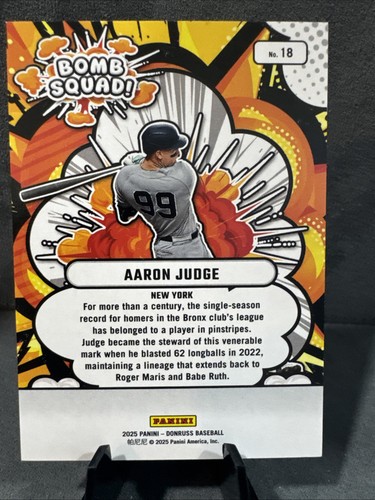 BOMB
SQUAD!
No. 18
99
AARON JUDGE
NEW YORK
For more than a century, the single-season
record for homers in the Bronx club's league
has belonged to a player in pinstripes.
Judge became the steward of this venerable
mark when he blasted 62 longballs in 2022,
maintaining a lineage that extends back to
Roger Maris and Babe Ruth.
PANINI
2025 PANINI – DONRUSS BASEBALL
帕尼尼 © 2025 Panini America, Inc.